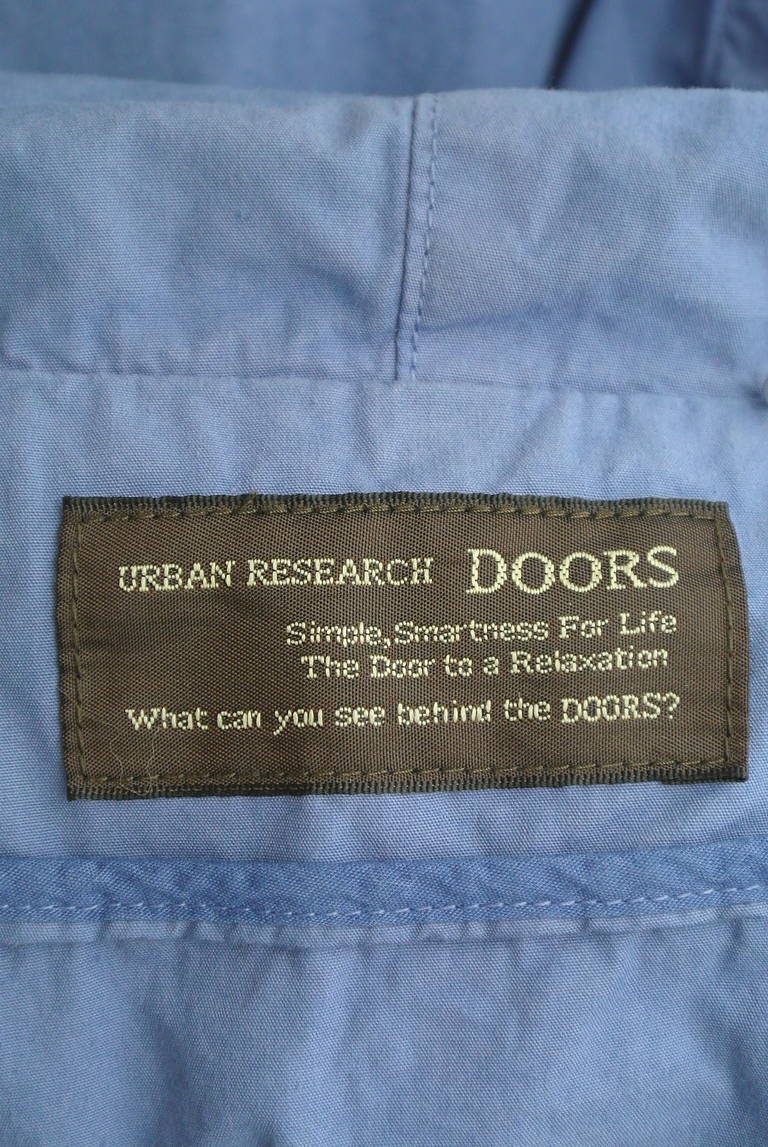 URBAN RESEARCH DOORS
Simple, Smartness For Life
The Door to a Relaxation
What can you see behind the DOORS?